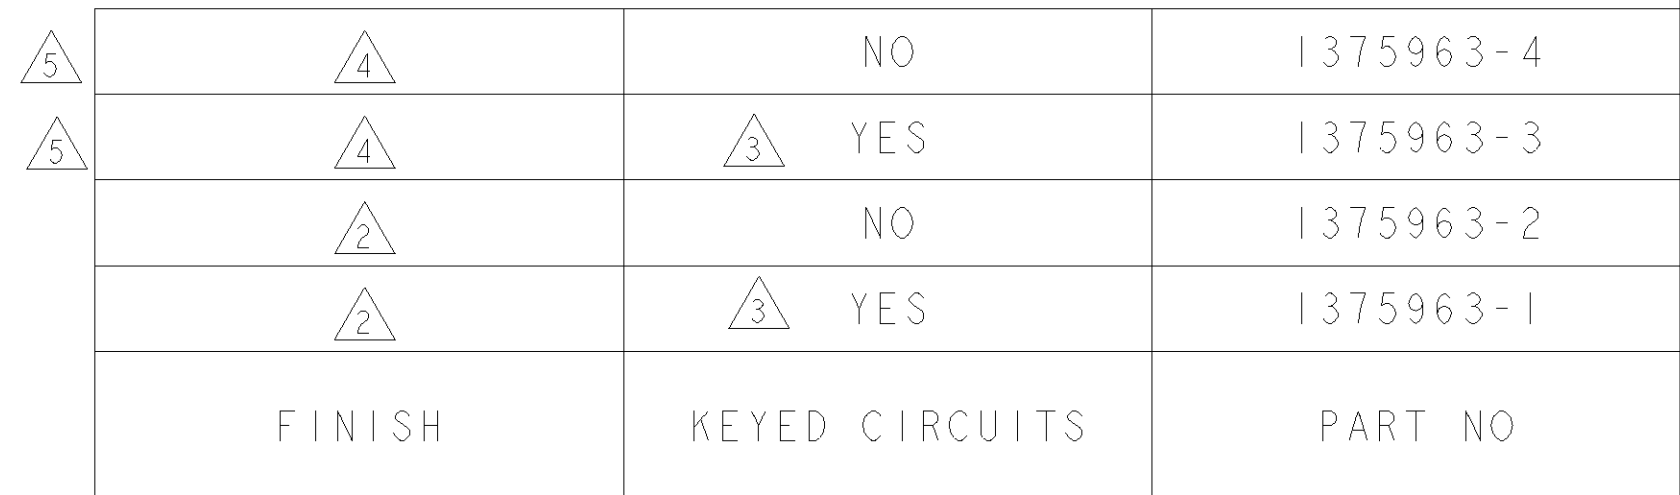 5 4 NO 1375963-4
5 4 3 YES 1375963-3
2 NO 1375963-2
2 3 YES 1375963-1
FINISH KEYED CIRCUITS PART NO